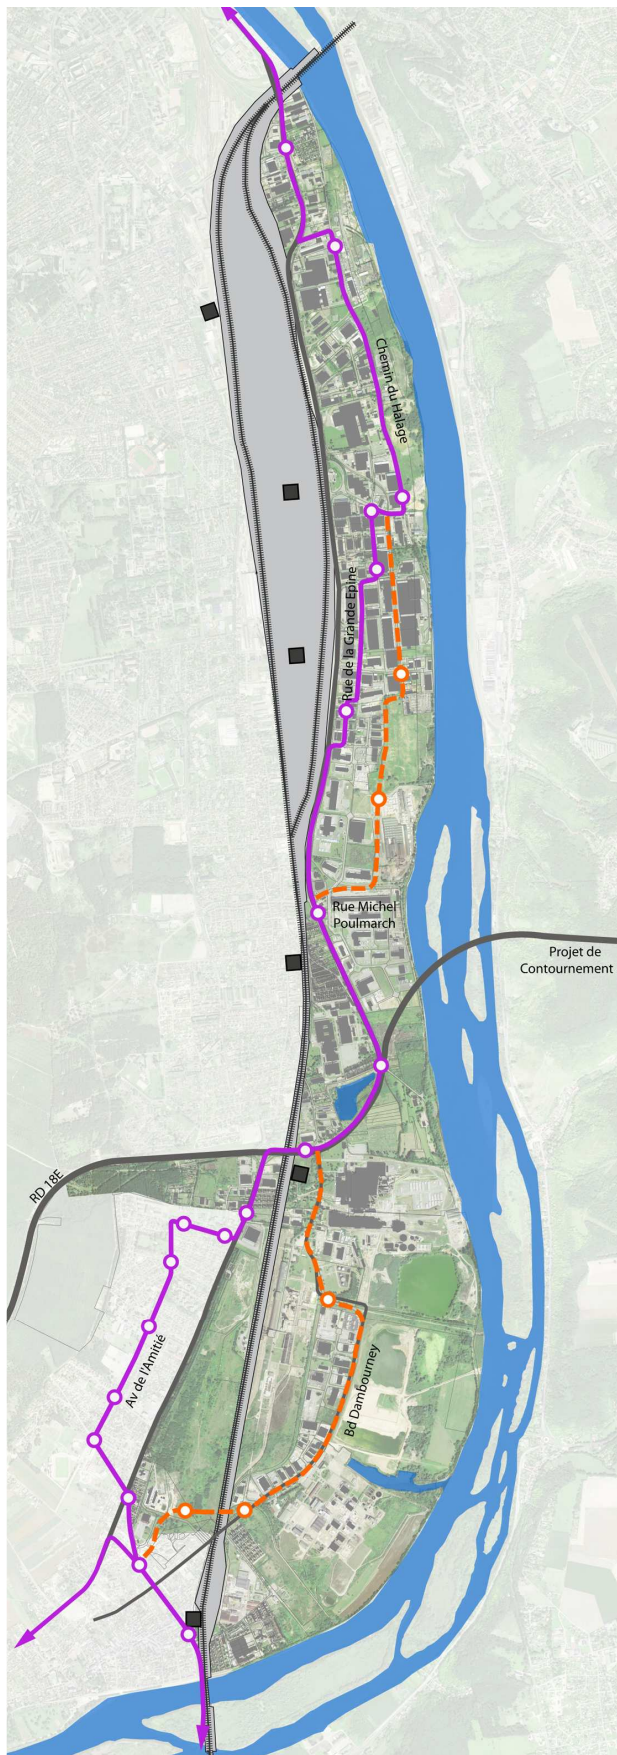 Chemin du Halage
Rue de la Grande Epine
Rue Michel
Poulmarch
Projet de
Contournement
RD 18E
Av de l'Amitié
Bd Dambourney